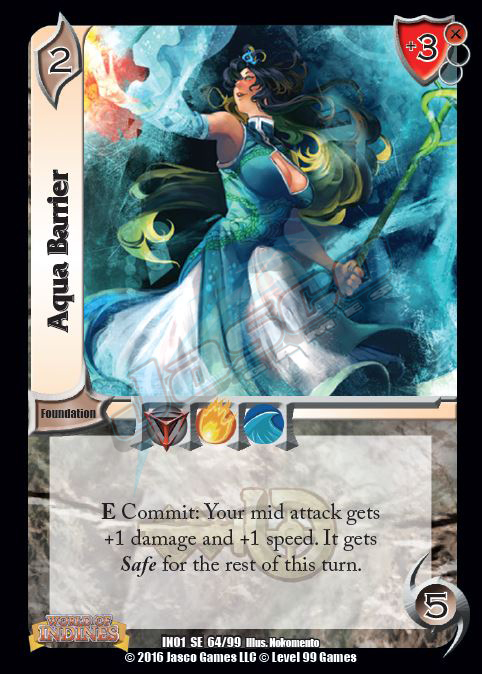 2
+3
Aqua Barrier
Foundation
E Commit: Your mid attack gets
+1 damage and +1 speed. It gets
Safe for the rest of this turn.
5
WORLD OF
INDINES
IN01 SE 64/99 Illus. Nokomento
© 2016 Jasco Games LLC © Level 99 Games